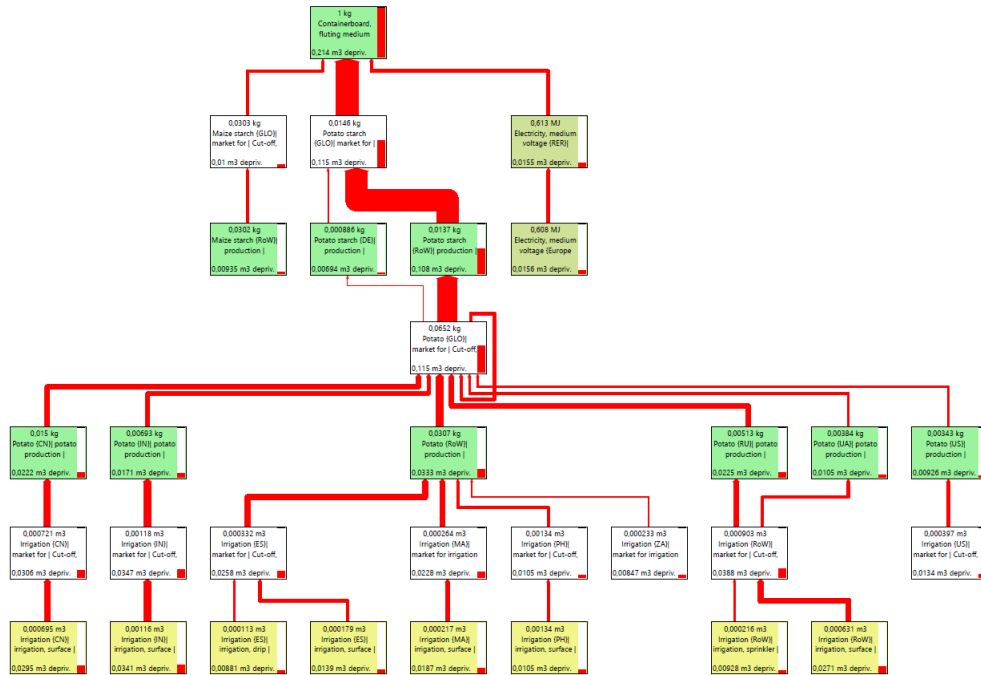 1 kg
Containerboard,
fluting medium
0,214 m3 depriv.
0,0303 kg
Maize starch {GLO}|
market for | Cut-off,
0,01 m3 depriv.
0,0146 kg
Potato starch
{GLO}| market for |
0,115 m3 depriv.
0,613 MJ
Electricity, medium
voltage {RER}|
0,0155 m3 depriv.
0,0302 kg
Maize starch {RoW}|
production |
0,00935 m3 depriv.
0,000886 kg
Potato starch {DE}|
production |
0,00694 m3 depriv.
0,0137 kg
Potato starch
{RoW}| production |
0,108 m3 depriv.
0,608 MJ
Electricity, medium
voltage {Europe
0,0156 m3 depriv.
0,0652 kg
Potato {GLO}|
market for | Cut-off,
0,115 m3 depriv.
0,015 kg
Potato {CN}| potato
production |
0,0222 m3 depriv.
0,00693 kg
Potato {IN}| potato
production |
0,0171 m3 depriv.
0,0307 kg
Potato {RoW}| potato
production |
0,0333 m3 depriv.
0,00513 kg
Potato {RU}| potato
production |
0,0225 m3 depriv.
0,00384 kg
Potato {UA}| potato
production |
0,0105 m3 depriv.
0,00343 kg
Potato {US}| potato
production |
0,00926 m3 depriv.
0,000721 m3
Irrigation {CN}|
market for | Cut-off,
0,0306 m3 depriv.
0,00118 m3
Irrigation {IN}|
market for | Cut-off,
0,0347 m3 depriv.
0,000332 m3
Irrigation {ES}|
market for | Cut-off,
0,0258 m3 depriv.
0,000264 m3
Irrigation {MA}|
market for irrigation
0,0228 m3 depriv.
0,00134 m3
Irrigation {PH}|
market for | Cut-off,
0,0105 m3 depriv.
0,000233 m3
Irrigation {ZA}|
market for irrigation
0,00847 m3 depriv.
0,000903 m3
Irrigation {RoW}|
market for | Cut-off,
0,0388 m3 depriv.
0,000397 m3
Irrigation {US}|
market for | Cut-off,
0,0134 m3 depriv.
0,000695 m3
Irrigation {CN}|
irrigation, surface |
0,0295 m3 depriv.
0,00116 m3
Irrigation {IN}|
irrigation, surface |
0,0341 m3 depriv.
0,000113 m3
Irrigation {ES}|
irrigation, drip |
0,00881 m3 depriv.
0,000179 m3
Irrigation {ES}|
irrigation, surface |
0,0139 m3 depriv.
0,000217 m3
Irrigation {MA}|
irrigation, surface |
0,0187 m3 depriv.
0,00134 m3
Irrigation {PH}|
irrigation, surface |
0,0105 m3 depriv.
0,000216 m3
Irrigation {RoW}|
irrigation, sprinkler |
0,00928 m3 depriv.
0,000631 m3
Irrigation {RoW}|
irrigation, surface |
0,0271 m3 depriv.